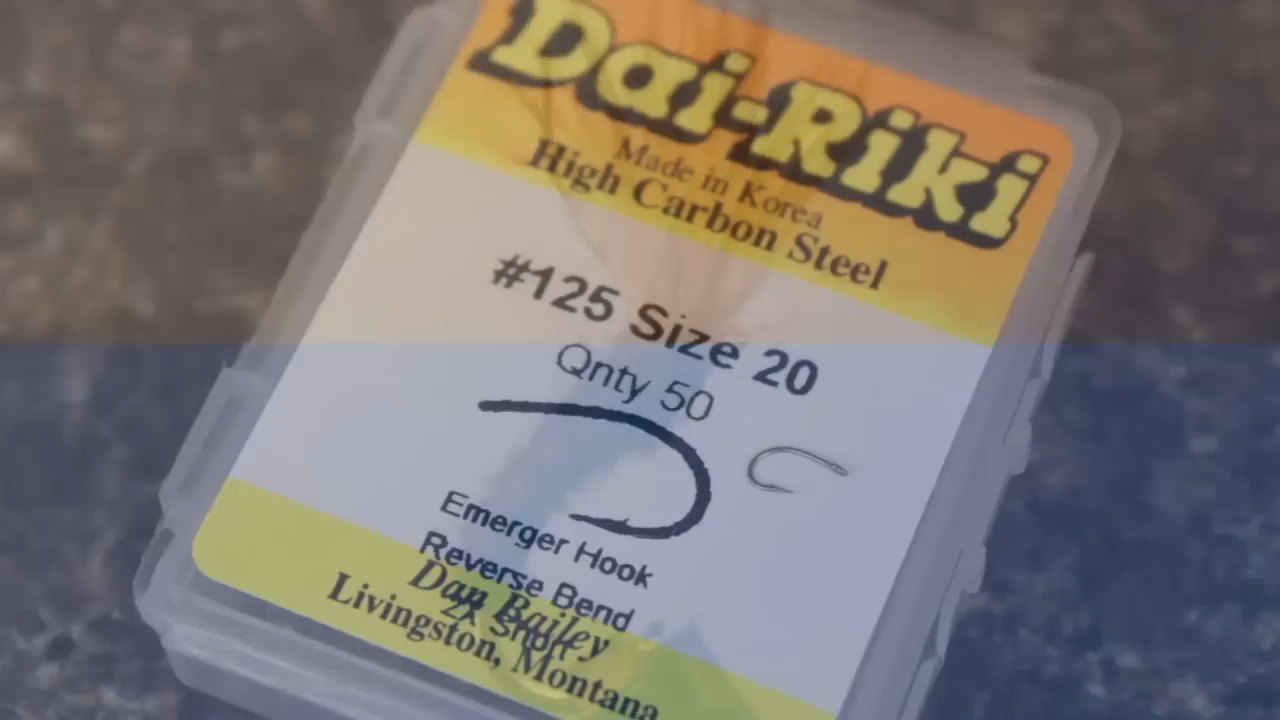 Dai-Riki
Made in Korea
High Carbon Steel
#125 Size 20
Qnty 50
Emerger Hook
Reverse Bend
2X Short
Dan Bailey
Livingston, Montana